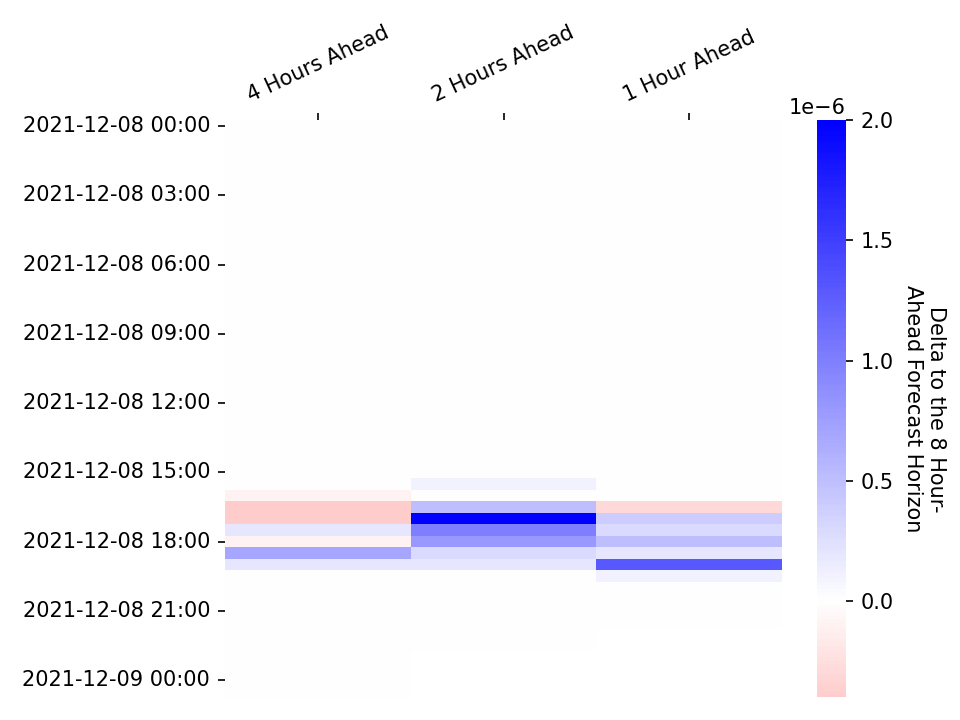 4 Hours Ahead
2 Hours Ahead
1 Hour Ahead
1e−6
2021-12-08 00:00
2021-12-08 03:00
2021-12-08 06:00
2021-12-08 09:00
2021-12-08 12:00
2021-12-08 15:00
2021-12-08 18:00
2021-12-08 21:00
2021-12-09 00:00
2.0
1.5
1.0
0.5
0.0
Delta to the 8 Hour-
Ahead Forecast Horizon